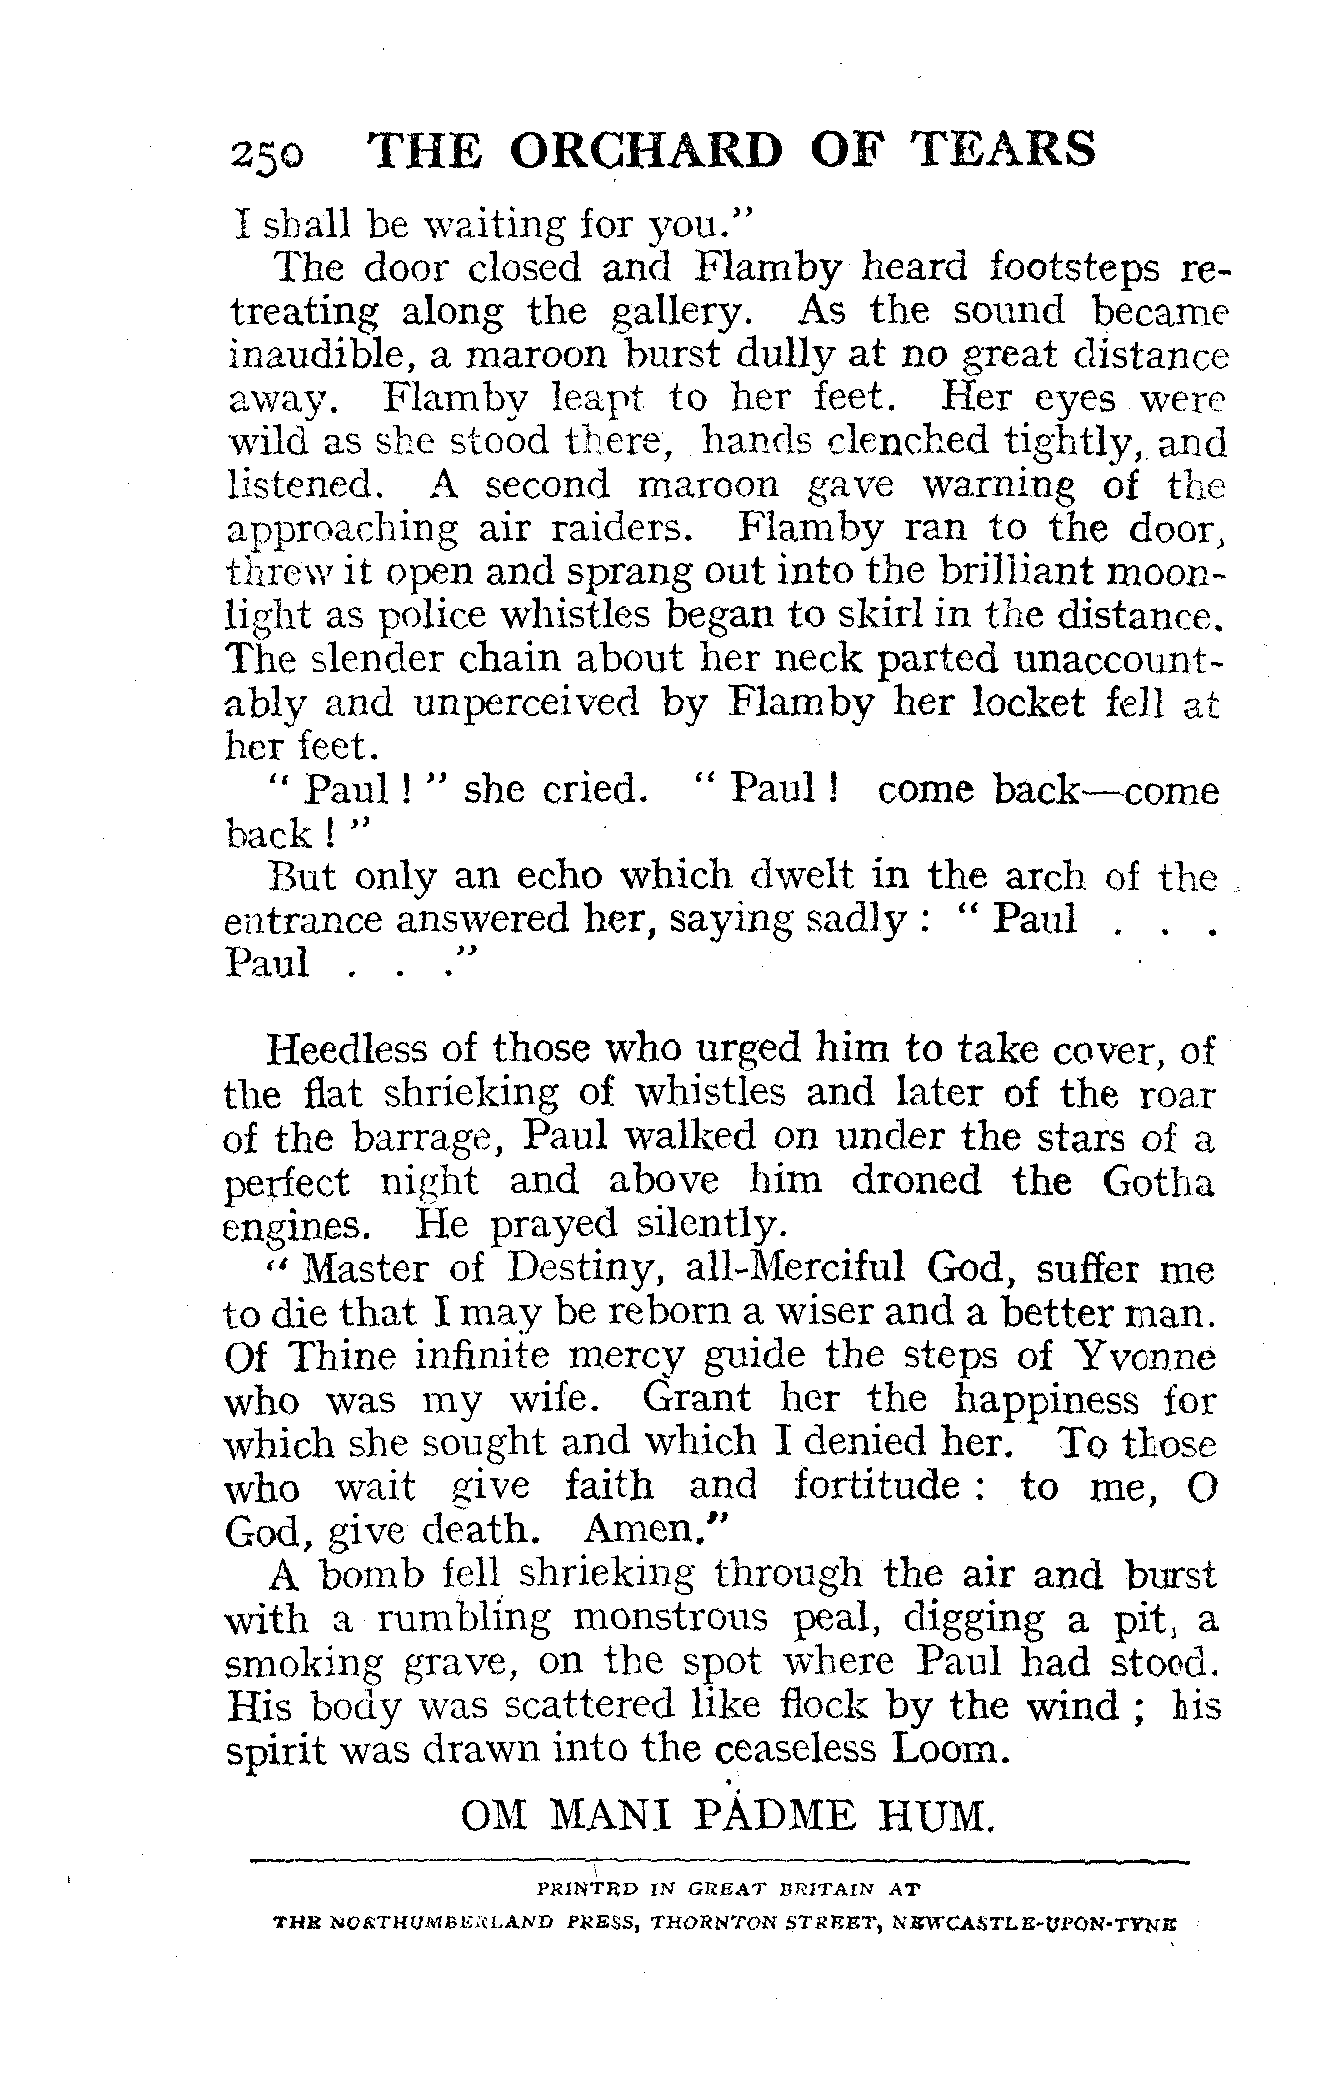 250 THE ORCHARD OF TEARS
I shall be waiting for you."
The door closed and Flamby heard footsteps re-
treating along the gallery. As the sound became
inaudible, a maroon burst dully at no great distance
away. Flamby leapt to her feet. Her eyes were
wild as she stood there, hands clenched tightly, and
listened. A second maroon gave warning of the
approaching air raiders. Flamby ran to the door,
threw it open and sprang out into the brilliant moon-
light as police whistles began to skirl in the distance.
The slender chain about her neck parted unaccount-
ably and unperceived by Flamby her locket fell at
her feet.
" Paul ! " she cried. " Paul ! come back—come
back ! "
But only an echo which dwelt in the arch of the
entrance answered her, saying sadly : " Paul . . .
Paul . . ."
Heedless of those who urged him to take cover, of
the flat shrieking of whistles and later of the roar
of the barrage, Paul walked on under the stars of a
perfect night and above him droned the Gotha
engines. He prayed silently.
" Master of Destiny, all-Merciful God, suffer me
to die that I may be reborn a wiser and a better man.
Of Thine infinite mercy guide the steps of Yvonne
who was my wife. Grant her the happiness for
which she sought and which I denied her. To those
who wait give faith and fortitude : to me, O
God, give death. Amen."
A bomb fell shrieking through the air and burst
with a rumbling monstrous peal, digging a pit, a
smoking grave, on the spot where Paul had stood.
His body was scattered like flock by the wind ; his
spirit was drawn into the ceaseless Loom.
OM MANI PADME HUM.
PRINTED IN GREAT BRITAIN AT
THE NORTHUMBERLAND PRESS, THORNTON STREET, NEWCASTLE-UPON-TYNE